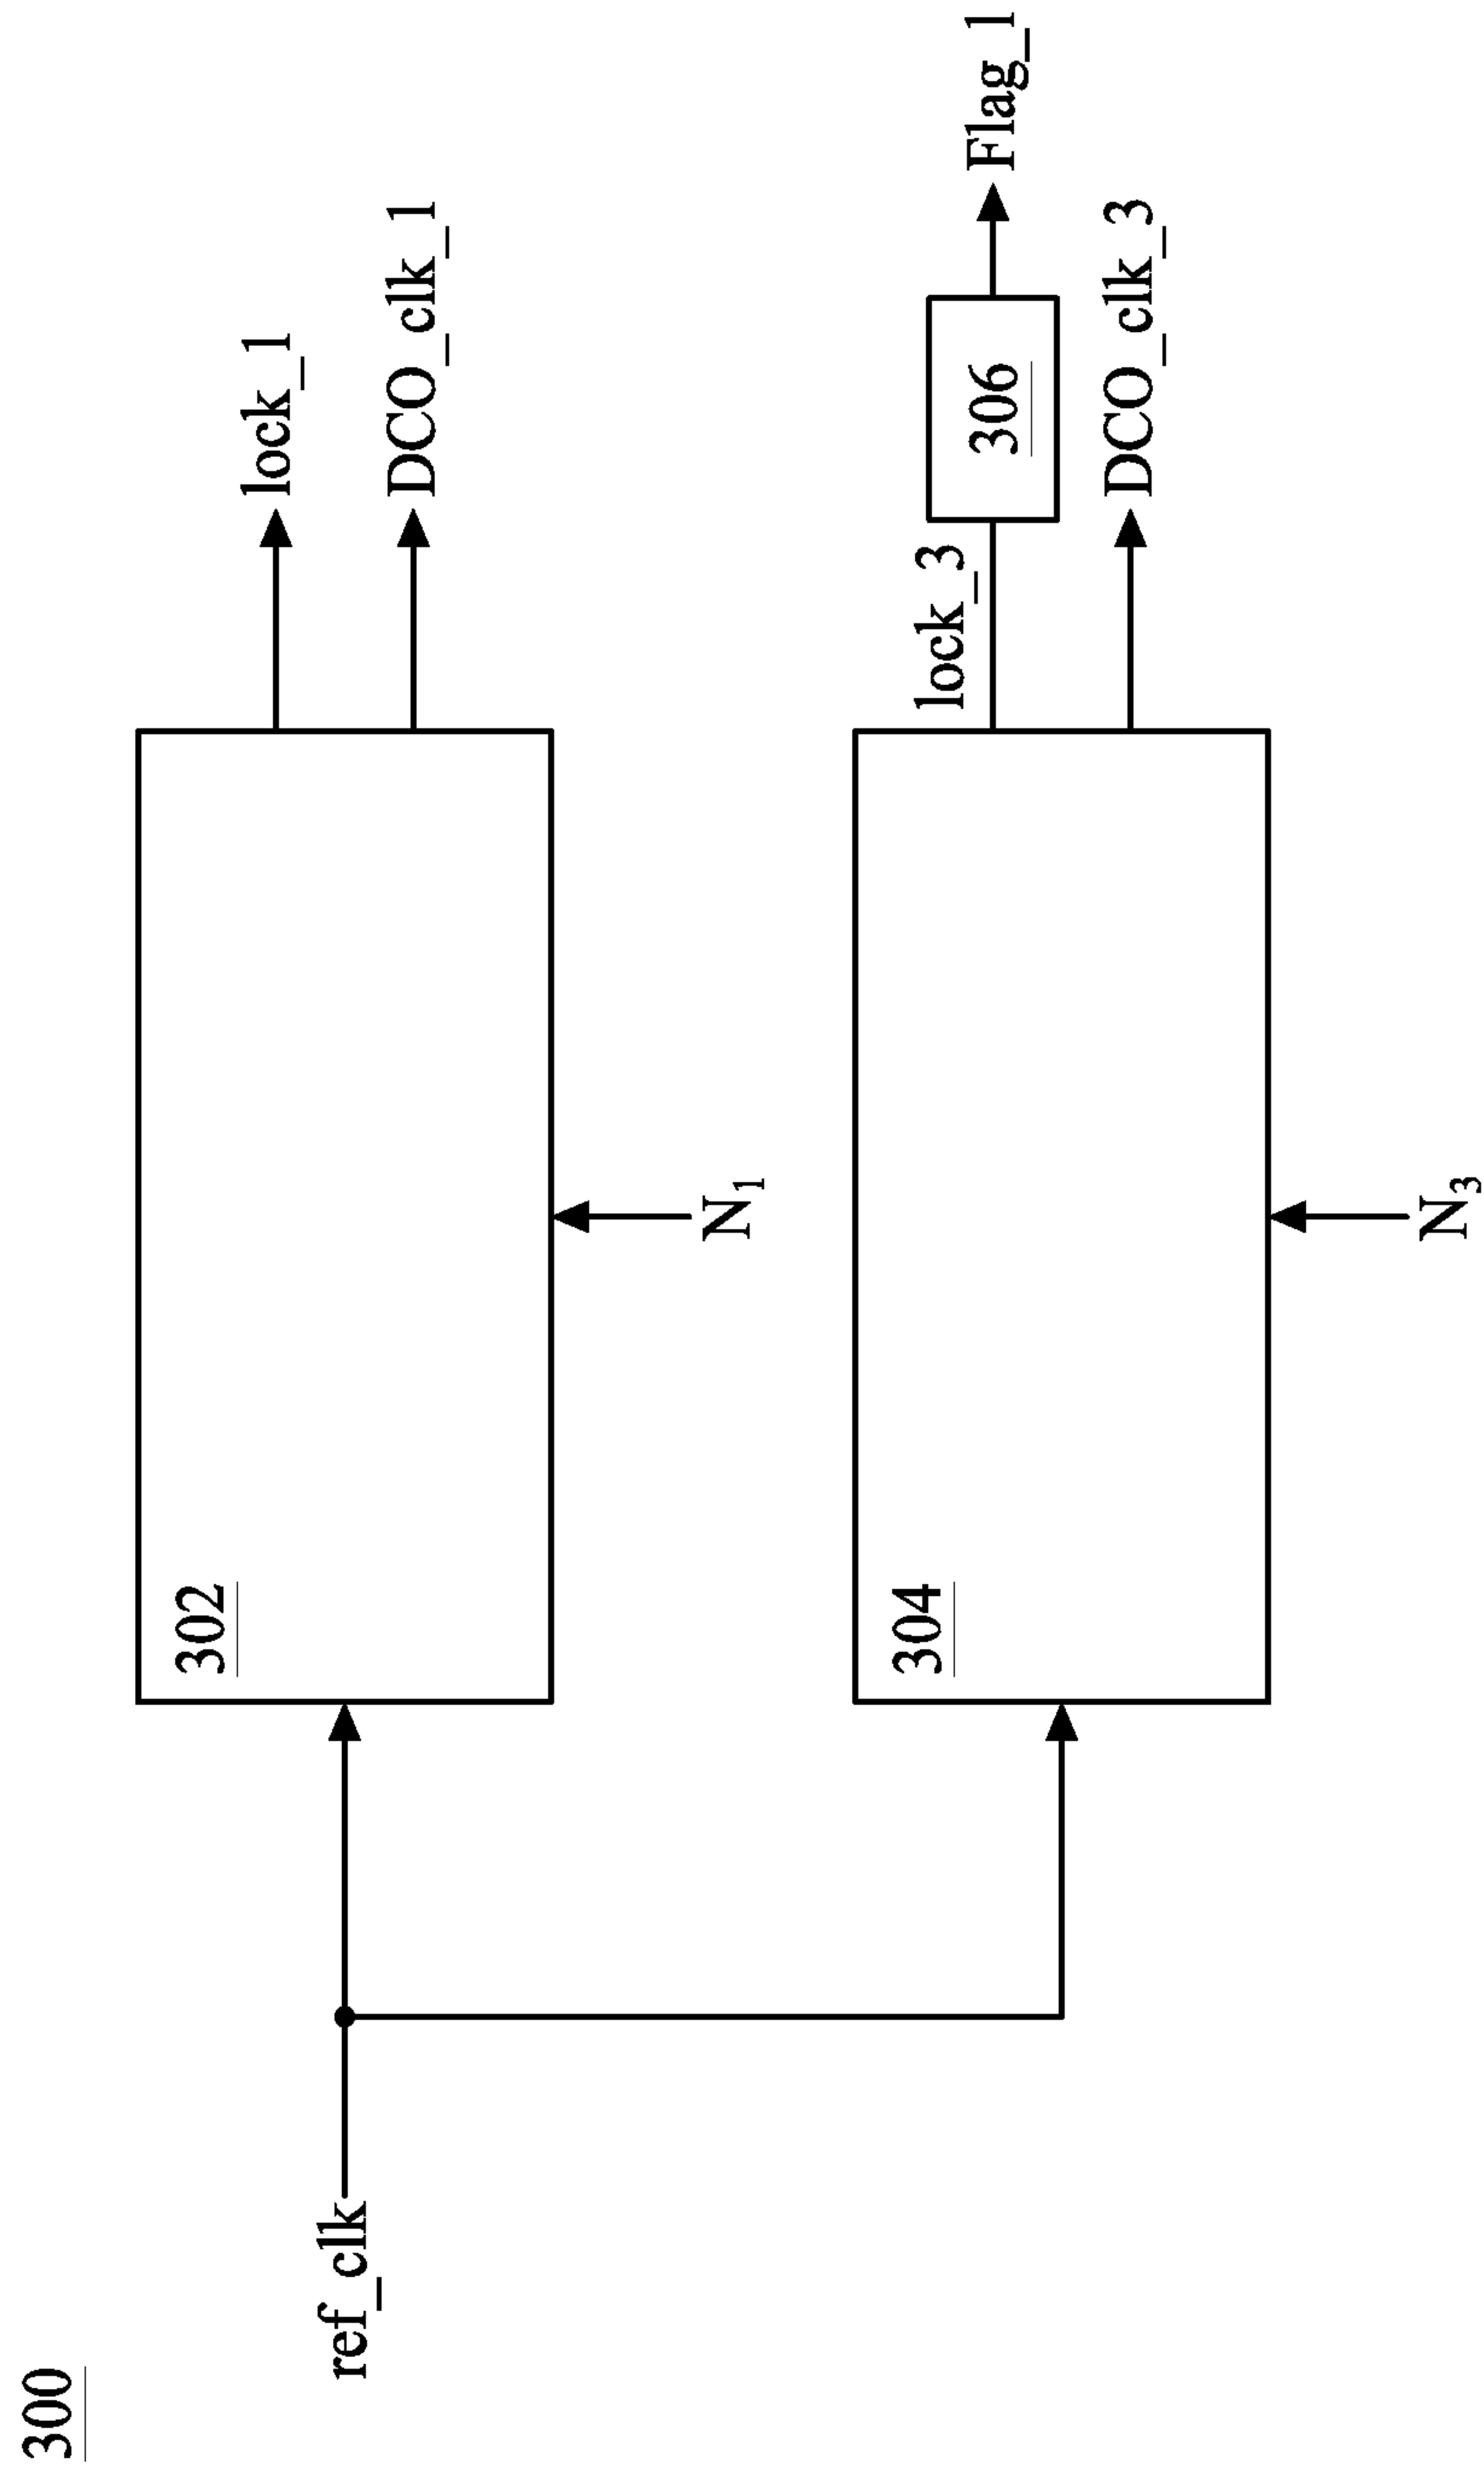 300
ref_clk
302
N1
lock_1
DCO_clk_1
304
N3
lock_3
306
Flag_1
DCO_clk_3